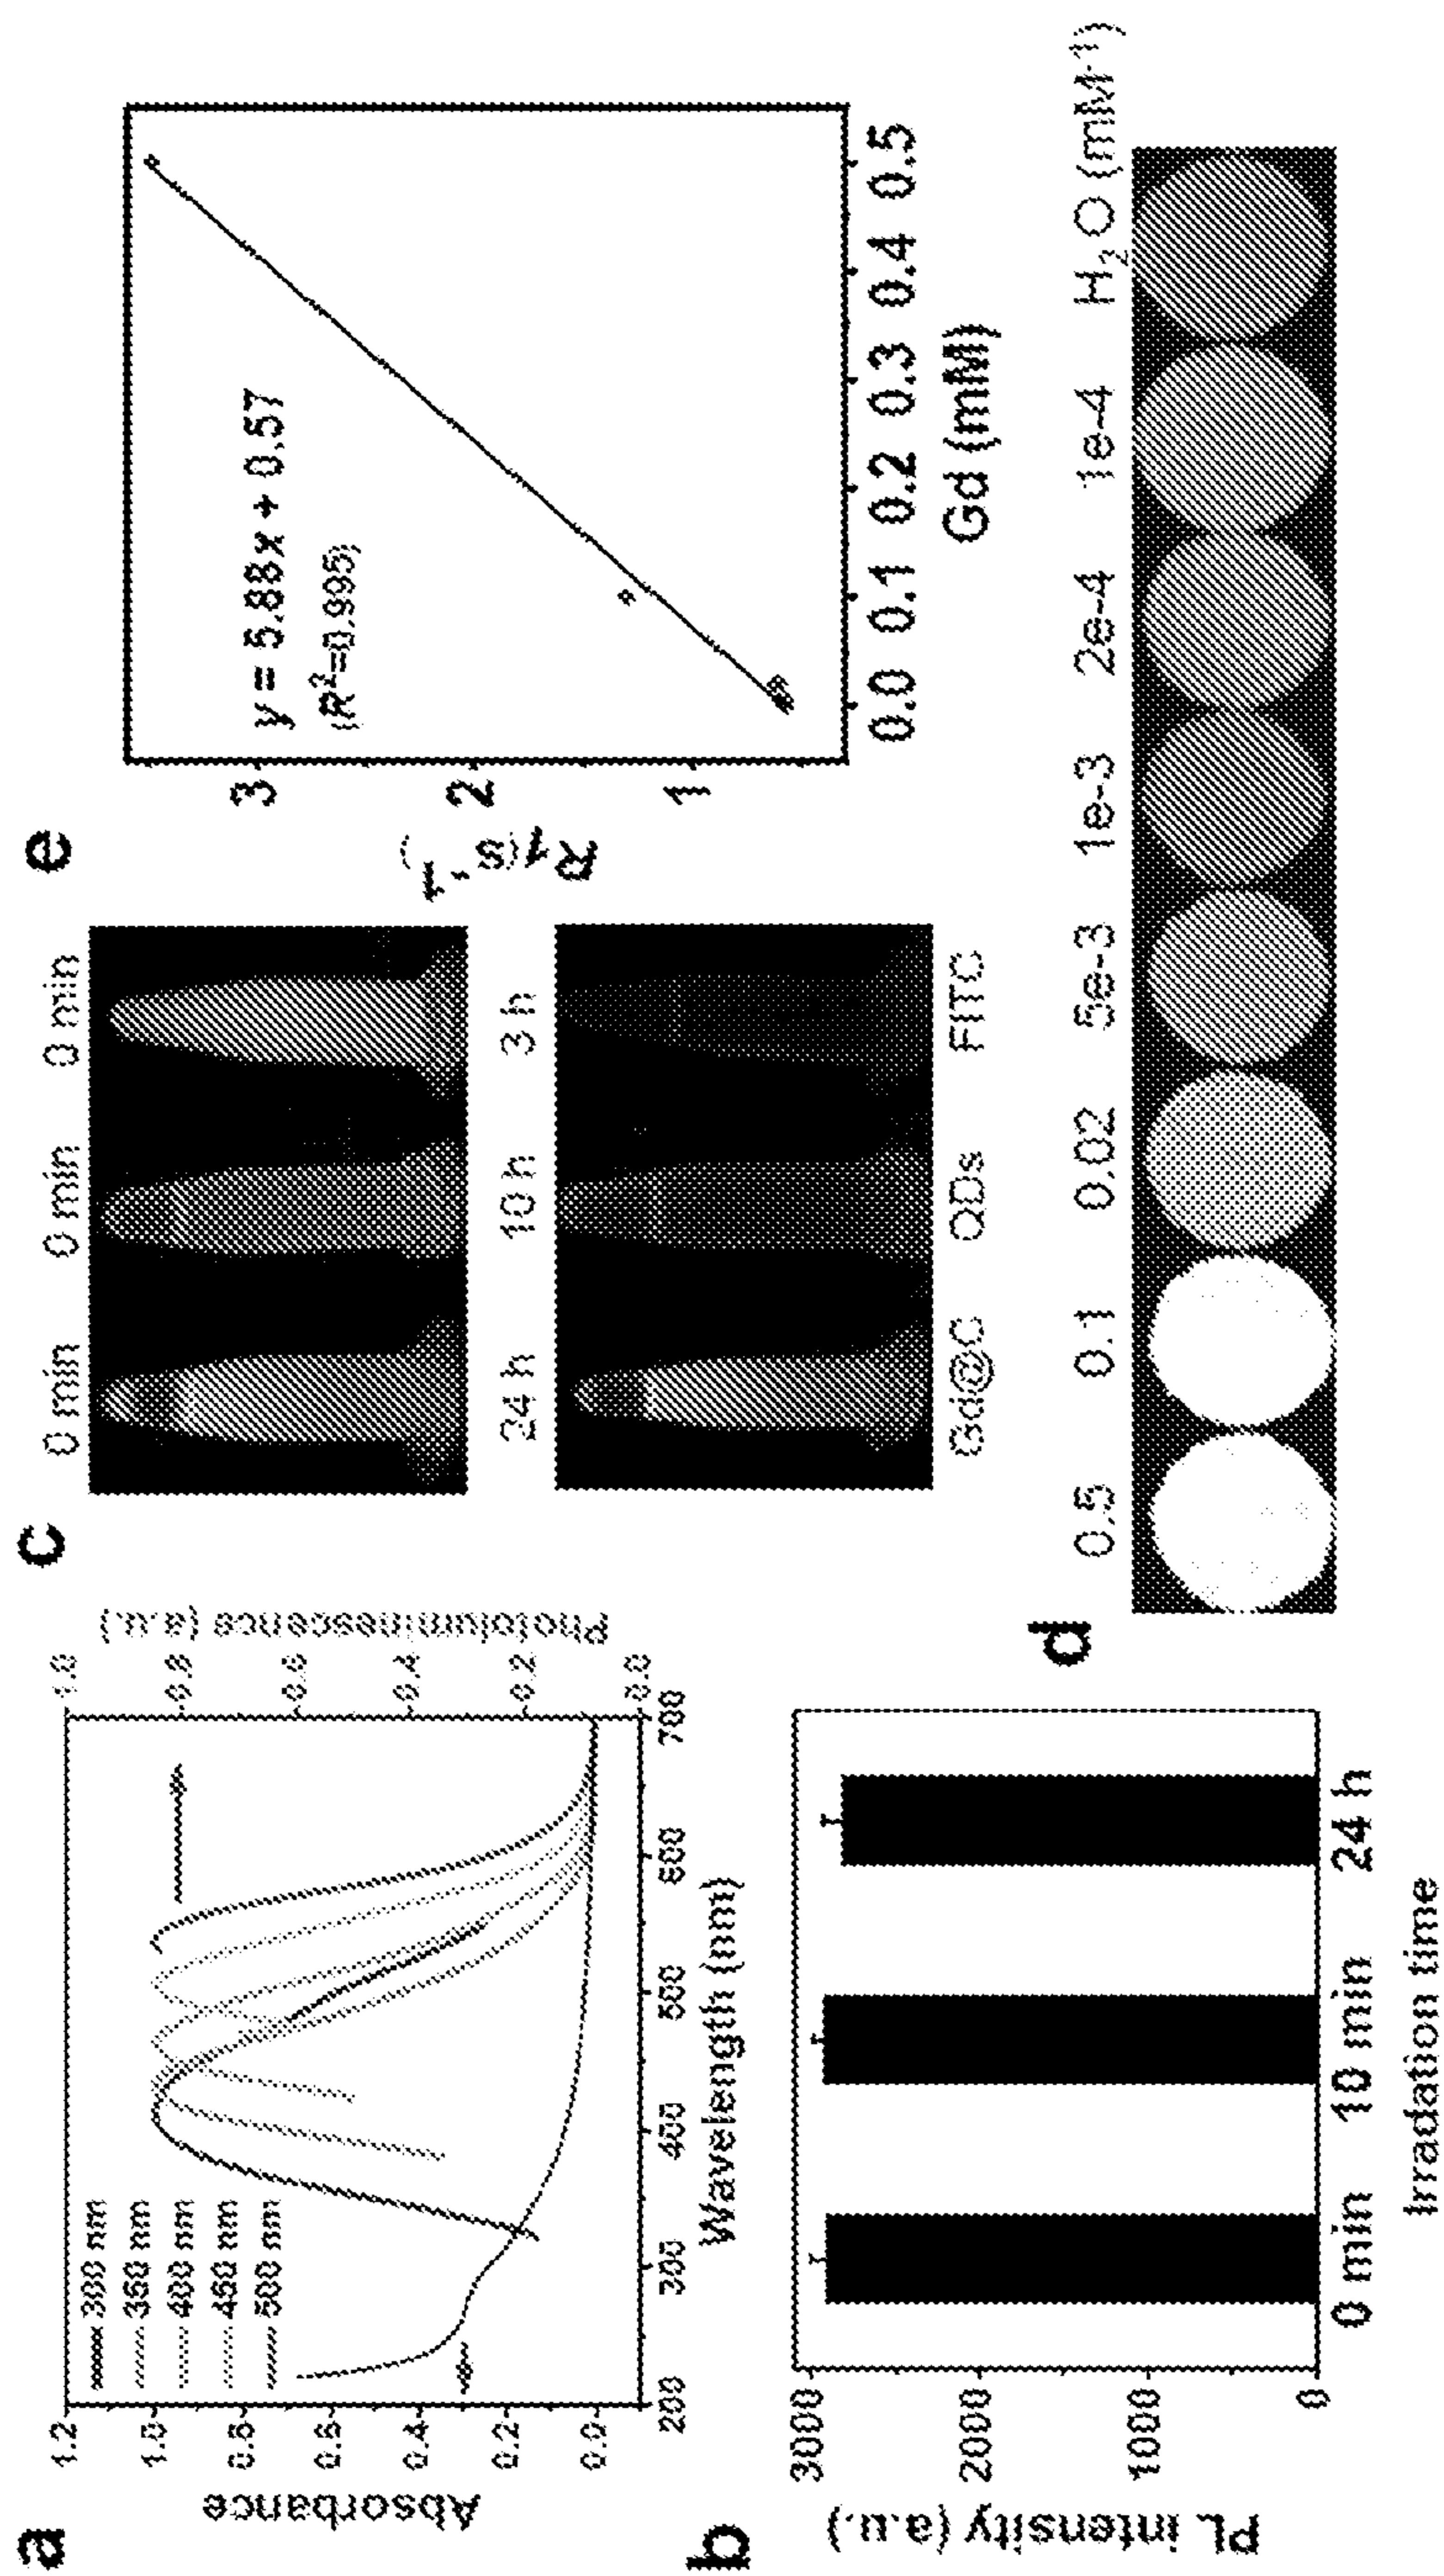 a
300 nm
350 nm
400 nm
450 nm
500 nm
1.2
1.0
0.8
0.6
0.4
0.2
0.0
Absorbance
200
300
400
500
600
700
Wavelength (nm)
1.0
0.8
0.6
0.4
0.2
0.0
Photoluminescence (a.u.)
b
3000
2000
1000
0
PL intensity (a.u.)
0 min 10 min 24 h
Irradation time
c
0 min 0 min 0 min
24 h 10 h 3 h
Gd@C QDs FITC
d
0.5 0.1 0.02 5e-3 1e-3 2e-4 1e-4 H2O (mM-1)
e
y = 5.88x + 0.57
(R2=0.995)
3
2
1
R1(s-1)
0.0 0.1 0.2 0.3 0.4 0.5
Gd (mM)